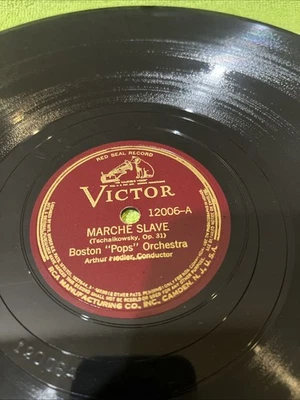 RED SEAL RECORD
VICTOR
12006-A
MARCHE SLAVE
(Tschaikowsky, Op. 31)
Boston "Pops" Orchestra
Arthur Fiedler, Conductor
RCA MANUFACTURING CO., INC., CAMDEN, N.J., U.S.A.